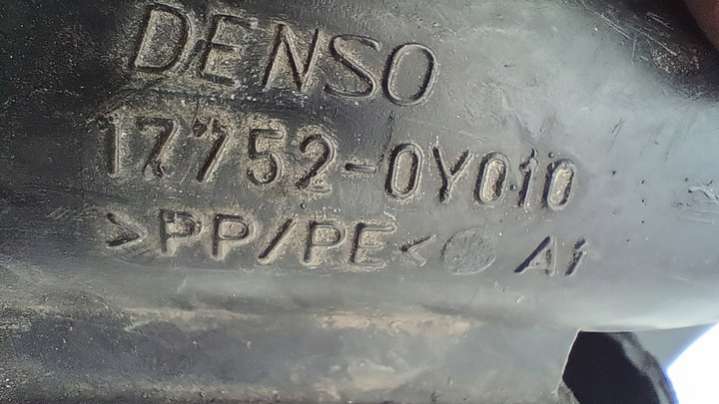 DENSO
17752-0Y010
>PP/PE< A1